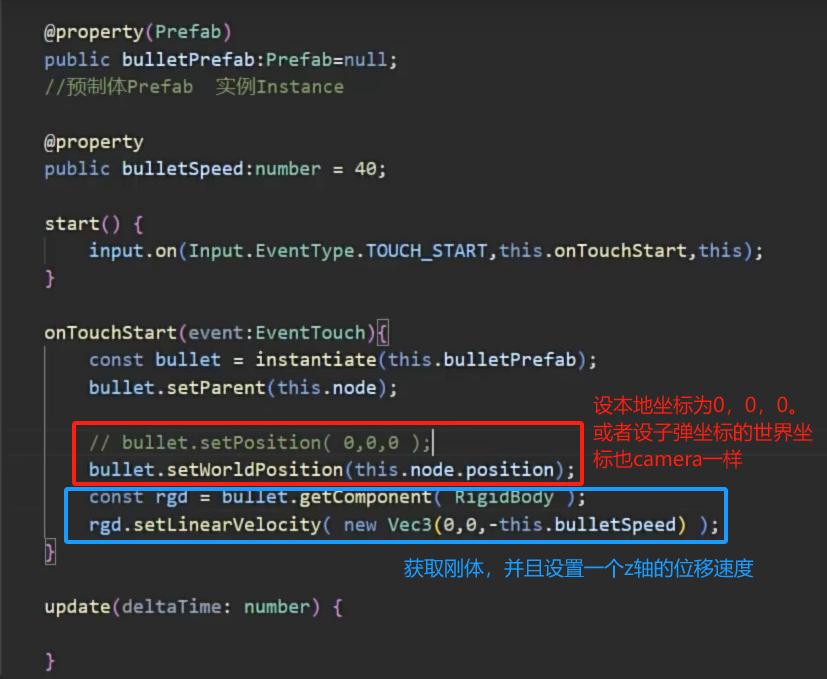 @property(Prefab)
public bulletPrefab:Prefab=null;
//预制体Prefab  实例Instance
@property
public bulletSpeed:number = 40;
start() {
input.on(Input.EventType.TOUCH_START,this.onTouchStart,this);
}
onTouchStart(event:EventTouch){
const bullet = instantiate(this.bulletPrefab);
bullet.setParent(this.node);
// bullet.setPosition( 0,0,0 );
bullet.setWorldPosition(this.node.position);
设本地坐标为0，0，0。
或者设子弹坐标的世界坐
标也camera一样
const rgd = bullet.getComponent( RigidBody );
rgd.setLinearVelocity( new Vec3(0,0,-this.bulletSpeed) );
}
获取刚体，并且设置一个z轴的位移速度
update(deltaTime: number) {
}